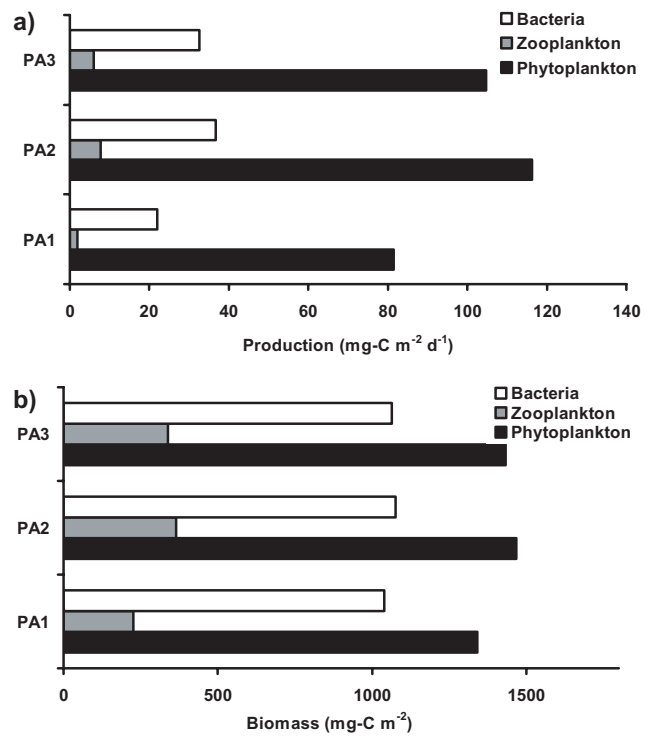 a)
Bacteria
Zooplankton
Phytoplankton
PA3
PA2
PA1
0 20 40 60 80 100 120 140
Production (mg-C m⁻² d⁻¹)
b)
Bacteria
Zooplankton
Phytoplankton
PA3
PA2
PA1
0 500 1000 1500
Biomass (mg-C m⁻²)